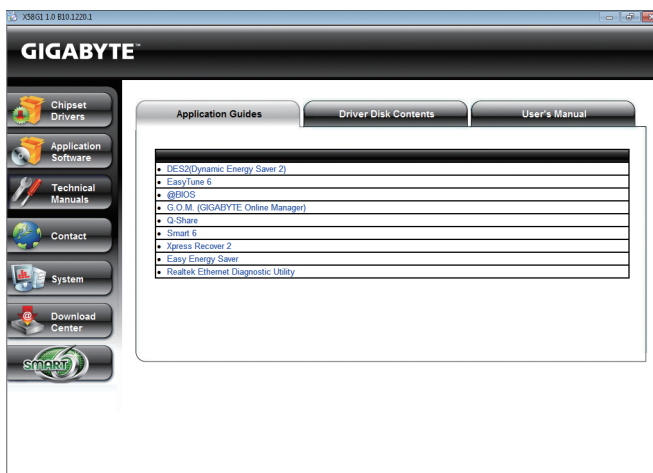 X58G1 1.0 B10.1220.1
GIGABYTE™
Chipset
Drivers
Application
Software
Technical
Manuals
Contact
System
Download
Center
SMART 6
Application Guides
Driver Disk Contents
User's Manual
• DES2(Dynamic Energy Saver 2)
• EasyTune 6
• @BIOS
• G.O.M. (GIGABYTE Online Manager)
• Q-Share
• Smart 6
• Xpress Recover 2
• Easy Energy Saver
• Realtek Ethernet Diagnostic Utility